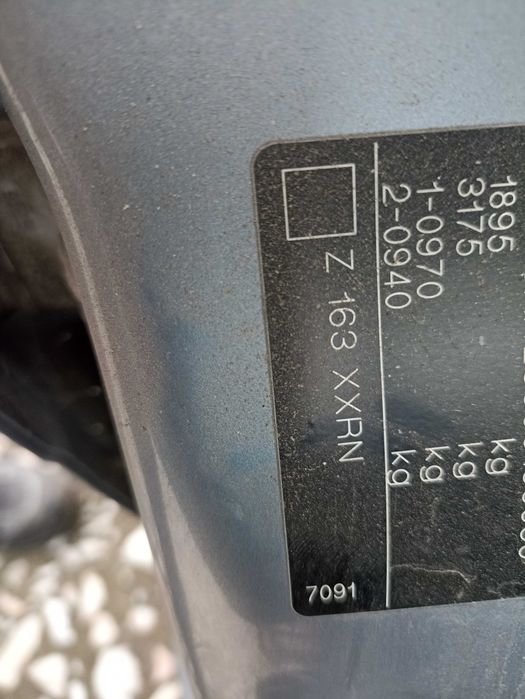 1895 kg
3175 kg
1-0970 kg
2-0940 kg
Z 163 XXRN
7091